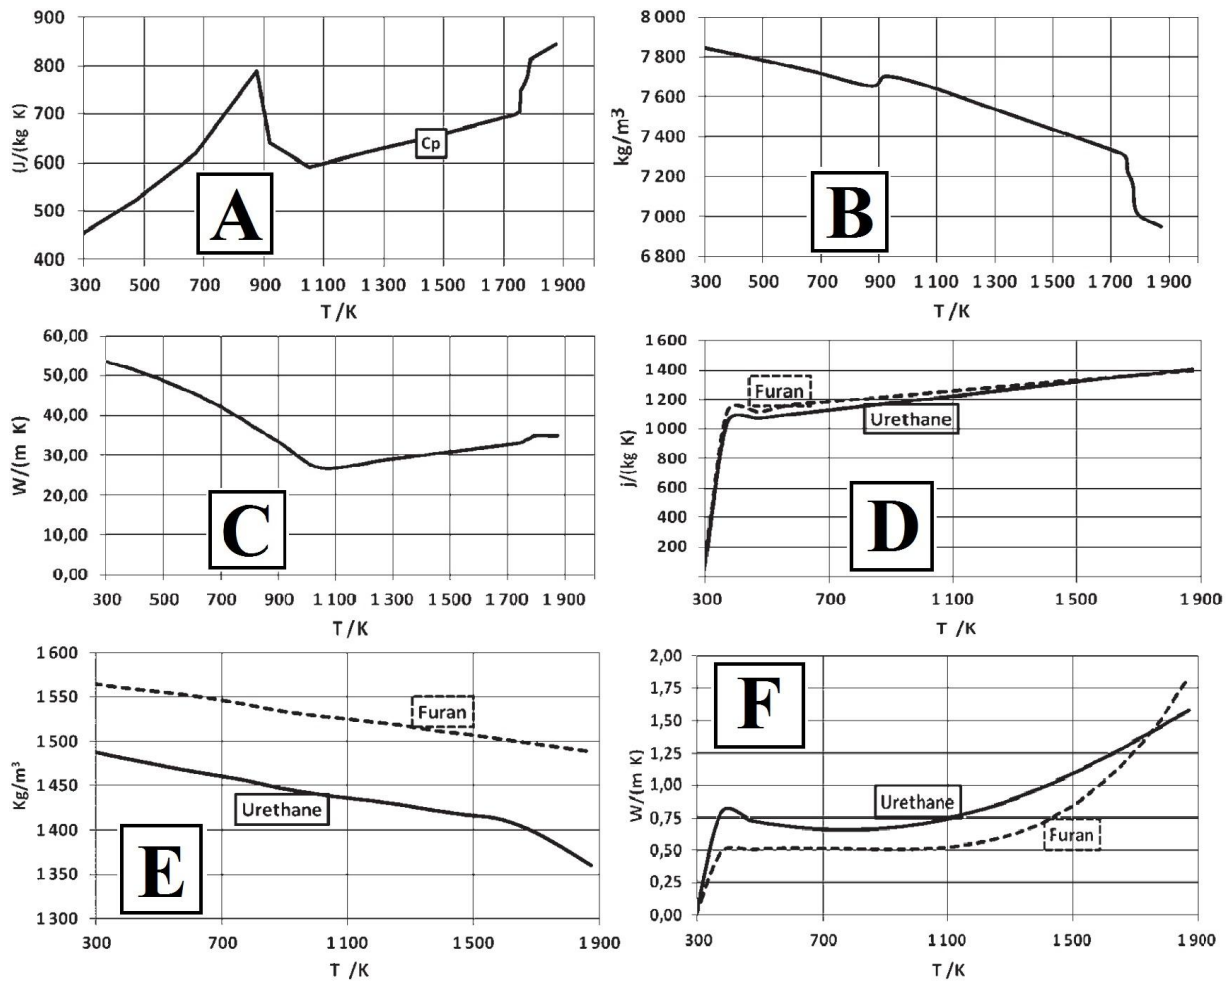 900
800
700
600
500
400
(J/(kg K)
Cp
A
300 500 700 900 1 100 1 300 1 500 1 700 1 900
T /K
8 000
7 800
7 600
7 400
7 200
7 000
6 800
kg/m³
B
300 500 700 900 1 100 1 300 1 500 1 700 1 900
T /K
60,00
50,00
40,00
30,00
20,00
10,00
0,00
W/(m K)
C
300 500 700 900 1 100 1 300 1 500 1 700 1 900
T /K
1 600
1 400
1 200
1 000
800
600
400
200
j/(kg K)
Furan
Urethane
D
300 700 1 100 1 500 1 900
T /K
1 600
1 550
1 500
1 450
1 400
1 350
1 300
Kg/m³
Furan
Urethane
E
300 700 1 100 1 500 1 900
T /K
2,00
1,75
1,50
1,25
1,00
0,75
0,50
0,25
0,00
W/(m K)
F
Urethane
Furan
300 700 1 100 1 500 1 900
T /K